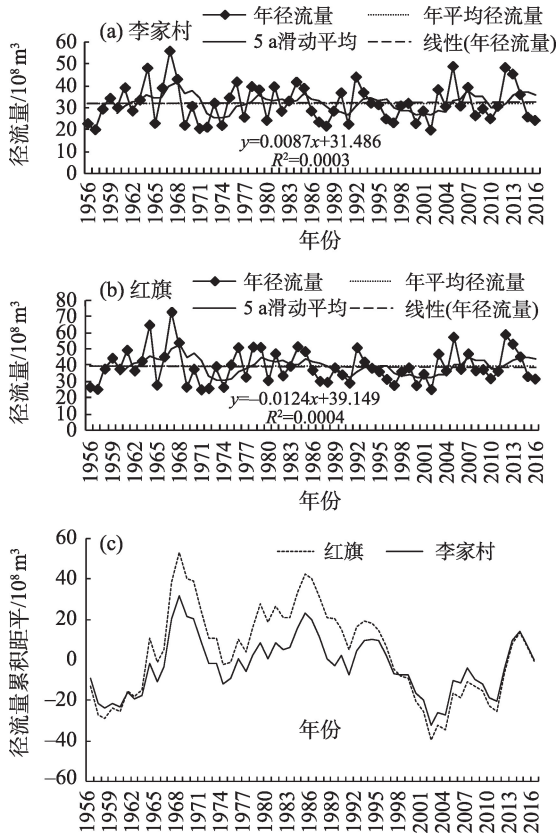 (a) 李家村
年径流量
年平均径流量
5 a滑动平均
线性(年径流量)
径流量/10⁸ m³
60
50
40
30
20
10
0
y=0.0087x+31.486
R²=0.0003
1956 1959 1962 1965 1968 1971 1974 1977 1980 1983 1986 1989 1992 1995 1998 2001 2004 2007 2010 2013 2016
年份
(b) 红旗
年径流量
年平均径流量
5 a滑动平均
线性(年径流量)
径流量/10⁸ m³
80
70
60
50
40
30
20
10
0
y=−0.0124x+39.149
R²=0.0004
1956 1959 1962 1965 1968 1971 1974 1977 1980 1983 1986 1989 1992 1995 1998 2001 2004 2007 2010 2013 2016
年份
(c)
红旗
李家村
径流量累积距平/10⁸ m³
60
40
20
0
−20
−40
−60
年份
1956 1959 1962 1965 1968 1971 1974 1977 1980 1983 1986 1989 1992 1995 1998 2001 2004 2007 2010 2013 2016